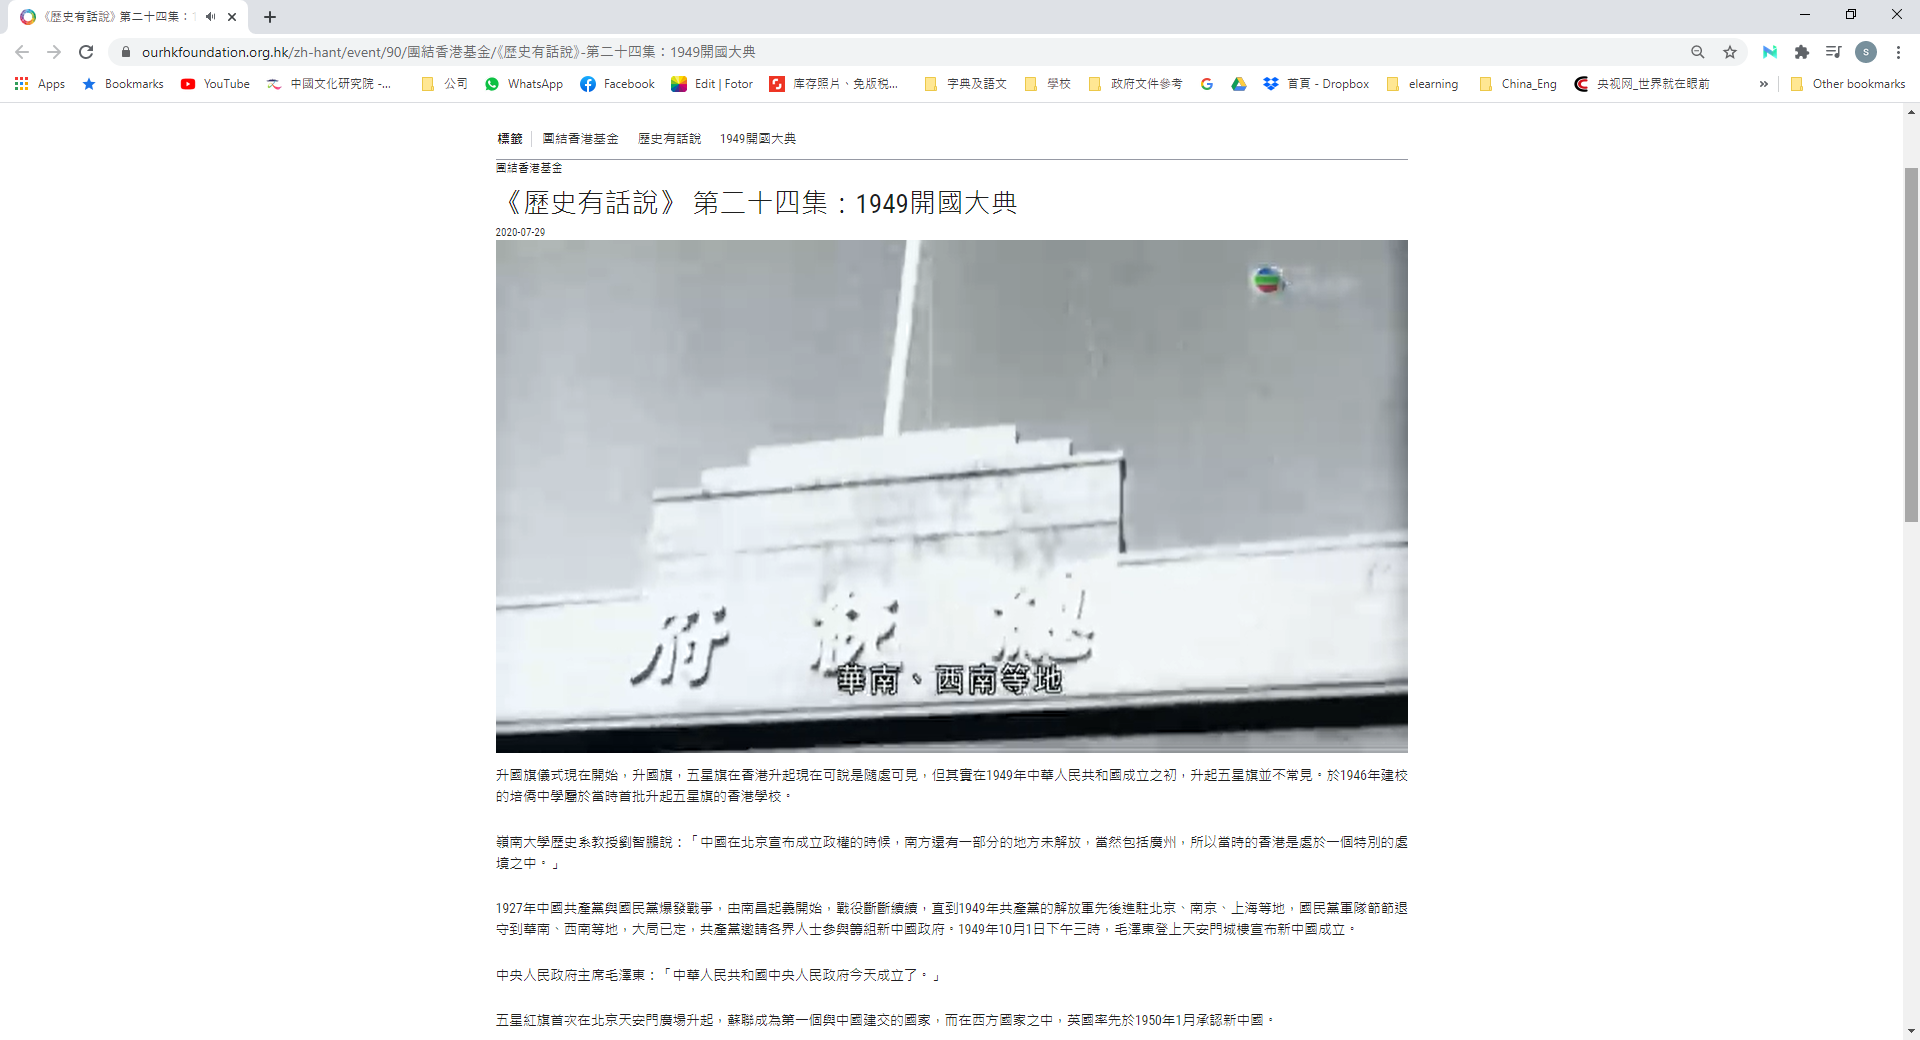 《歷史有話說》第二十四集：1
ourhkfoundation.org.hk/zh-hant/event/90/團結香港基金/《歷史有話說》-第二十四集：1949開國大典
S
Apps Bookmarks YouTube 中國文化研究院 -... 公司 WhatsApp Facebook Edit | Fotor 库存照片、免版税... 字典及語文 學校 政府文件參考 首頁 - Dropbox elearning China_Eng 央视网_世界就在眼前 » Other bookmarks
標籤 團結香港基金 歷史有話說 1949開國大典
團結香港基金
《歷史有話說》 第二十四集：1949開國大典
2020-07-29
府統總
華南、西南等地
升國旗儀式現在開始，升國旗，五星旗在香港升起現在可說是隨處可見，但其實在1949年中華人民共和國成立之初，升起五星旗並不常見。於1946年建校
的培僑中學屬於當時首批升起五星旗的香港學校。
嶺南大學歷史系教授劉智鵬說：「中國在北京宣布成立政權的時候，南方還有一部分的地方未解放，當然包括廣州，所以當時的香港是處於一個特別的處
境之中。」
1927年中國共產黨與國民黨爆發戰爭，由南昌起義開始，戰役斷斷續續，直到1949年共產黨的解放軍先後進駐北京、南京、上海等地，國民黨軍隊節節退
守到華南、西南等地，大局已定，共產黨邀請各界人士參與籌組新中國政府。1949年10月1日下午三時，毛澤東登上天安門城樓宣布新中國成立。
中央人民政府主席毛澤東：「中華人民共和國中央人民政府今天成立了。」
五星紅旗首次在北京天安門廣場升起，蘇聯成為第一個與中國建交的國家，而在西方國家之中，英國率先於1950年1月承認新中國。